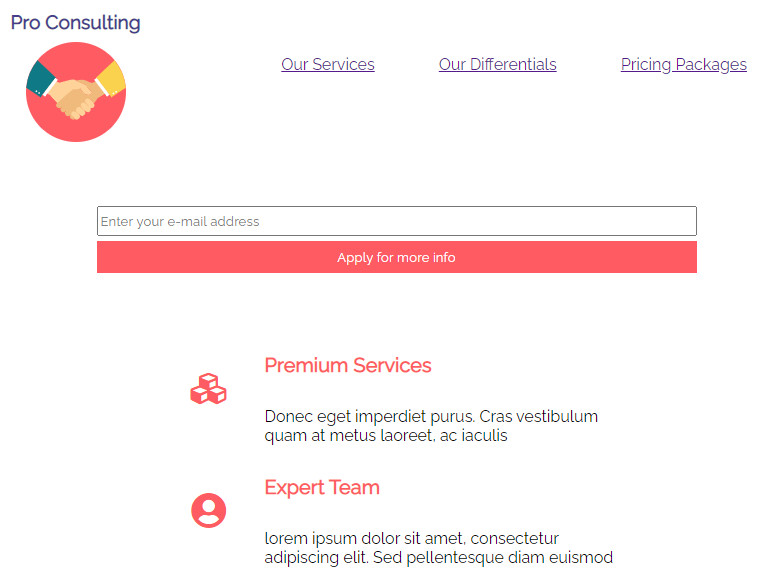 Pro Consulting
Our Services
Our Differentials
Pricing Packages
Enter your e-mail address
Apply for more info
Premium Services
Donec eget imperdiet purus. Cras vestibulum
quam at metus laoreet, ac iaculis
Expert Team
lorem ipsum dolor sit amet, consectetur
adipiscing elit. Sed pellentesque diam euismod